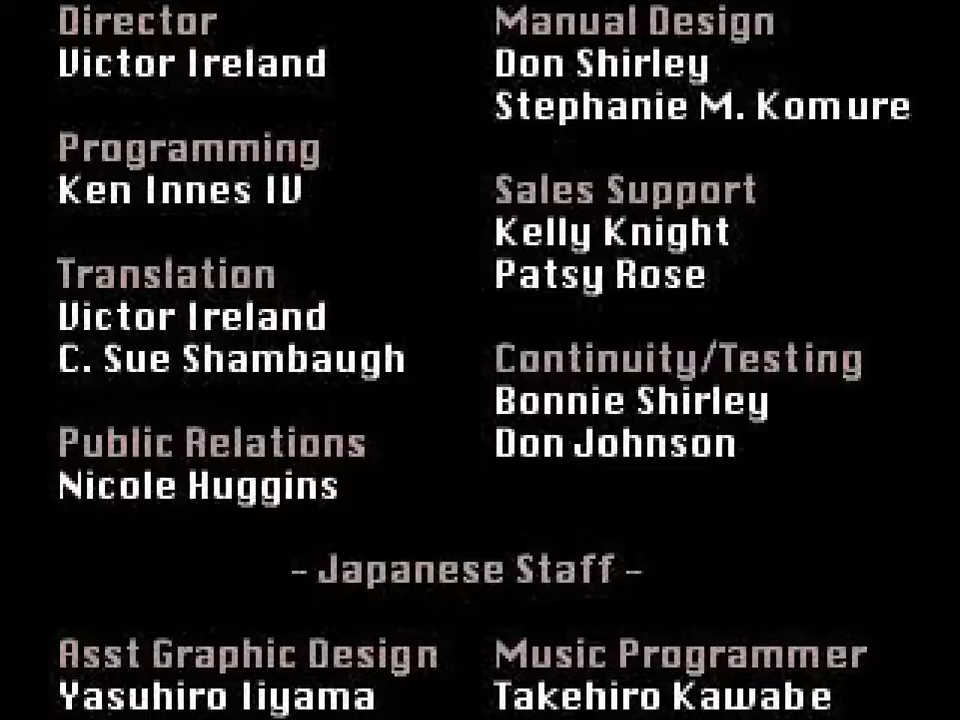 Director
Victor Ireland
Programming
Ken Innes IV
Translation
Victor Ireland
C. Sue Shambaugh
Public Relations
Nicole Huggins
Manual Design
Don Shirley
Stephanie M. Komure
Sales Support
Kelly Knight
Patsy Rose
Continuity/Testing
Bonnie Shirley
Don Johnson
- Japanese Staff -
Asst Graphic Design
Yasuhiro Iiyama
Music Programmer
Takehiro Kawabe